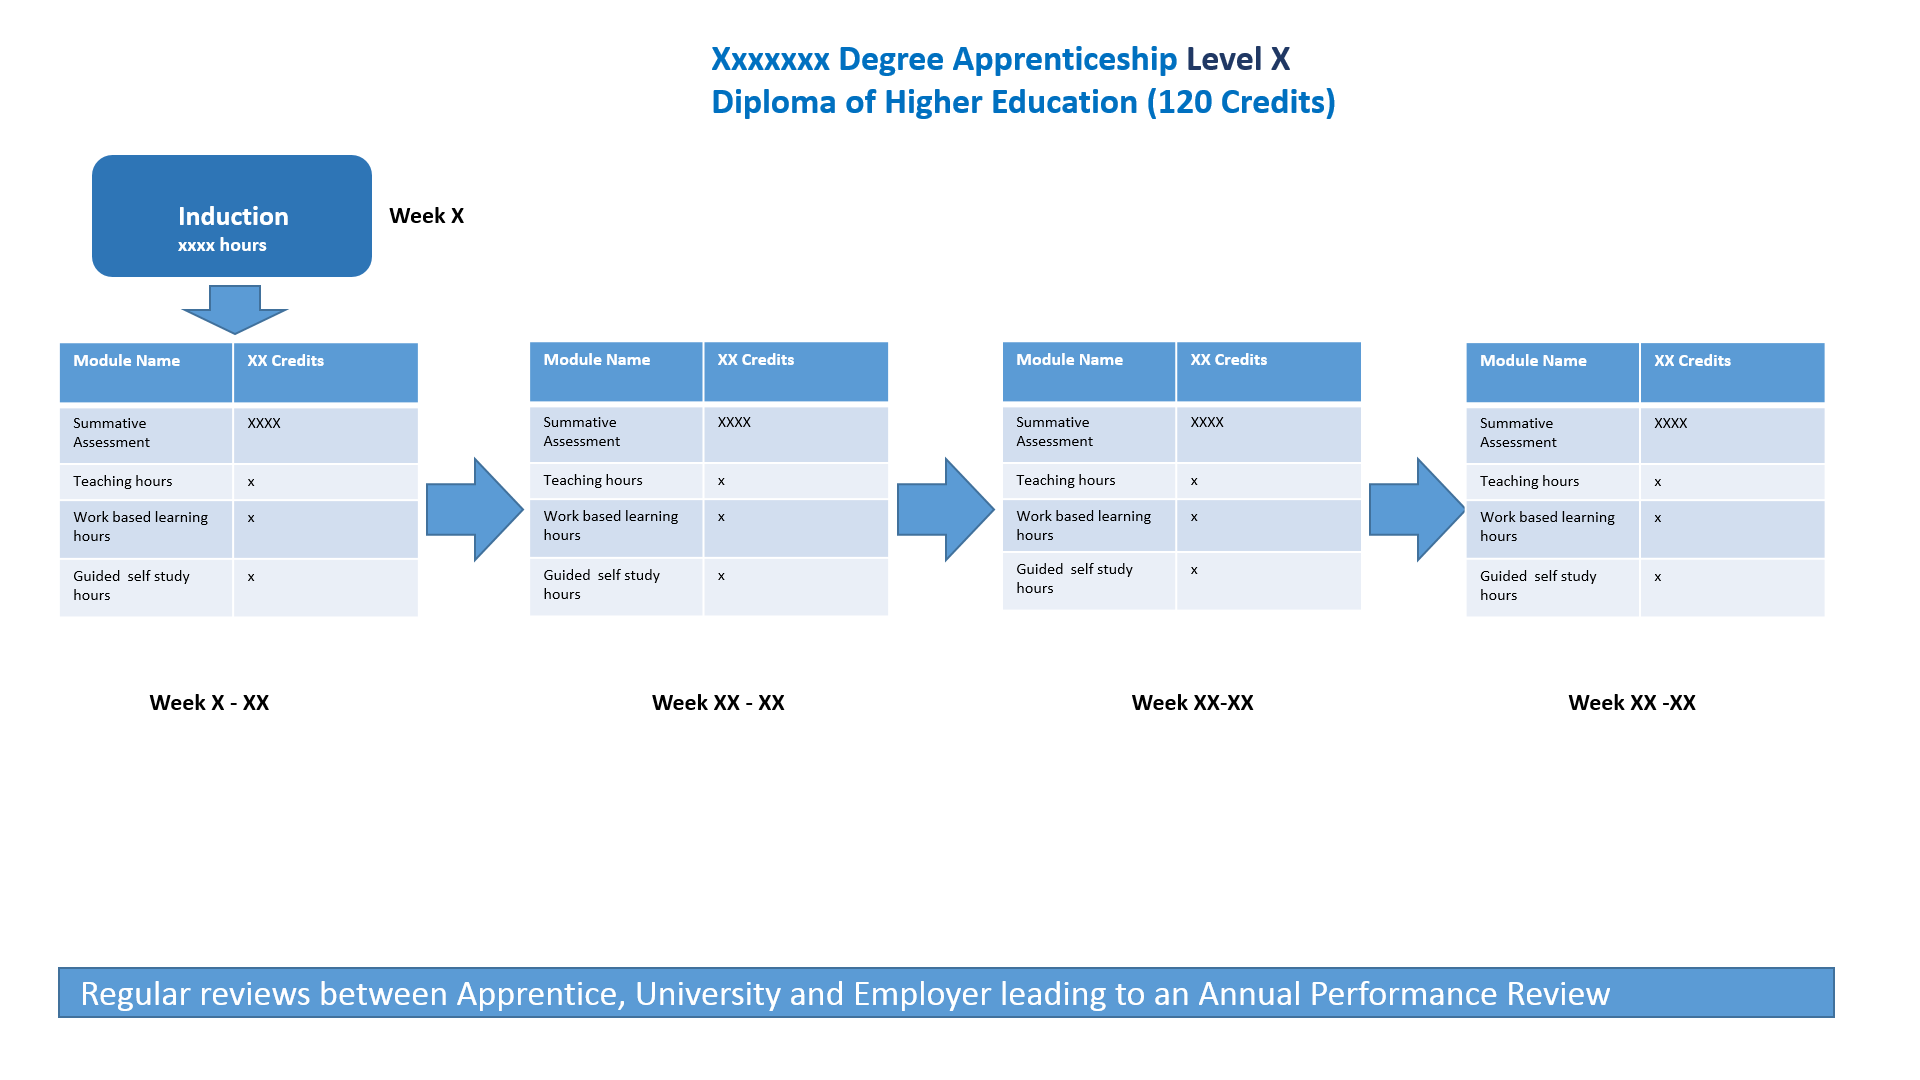 Xxxxxxx Degree Apprenticeship Level X
Diploma of Higher Education (120 Credits)
Induction
xxxx hours
Week X
Module Name XX Credits
Summative
Assessment
XXXX
Teaching hours x
Work based learning
hours
x
Guided  self study
hours
x
Week X - XX
Module Name XX Credits
Summative
Assessment
XXXX
Teaching hours x
Work based learning
hours
x
Guided  self study
hours
x
Week XX - XX
Module Name XX Credits
Summative
Assessment
XXXX
Teaching hours x
Work based learning
hours
x
Guided  self study
hours
x
Week XX-XX
Module Name XX Credits
Summative
Assessment
XXXX
Teaching hours x
Work based learning
hours
x
Guided  self study
hours
x
Week XX -XX
Regular reviews between Apprentice, University and Employer leading to an Annual Performance Review